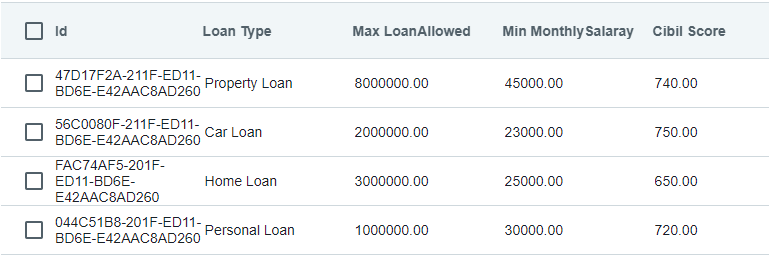 Id Loan Type Max LoanAllowed Min MonthlySalaray Cibil Score
47D17F2A-211F-ED11-
BD6E-E42AAC8AD260 Property Loan 8000000.00 45000.00 740.00
56C0080F-211F-ED11-
BD6E-E42AAC8AD260 Car Loan 2000000.00 23000.00 750.00
FAC74AF5-201F-
ED11-BD6E- Home Loan 3000000.00 25000.00 650.00
E42AAC8AD260
044C51B8-201F-ED11-
BD6E-E42AAC8AD260 Personal Loan 1000000.00 30000.00 720.00